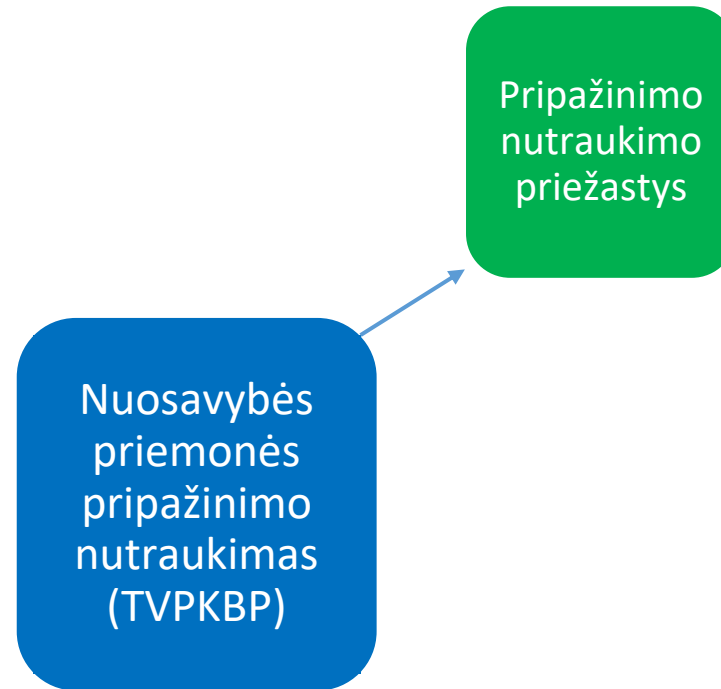 Pripažinimo
nutraukimo
priežastys
Nuosavybės
priemonės
pripažinimo
nutraukimas
(TVPKBP)